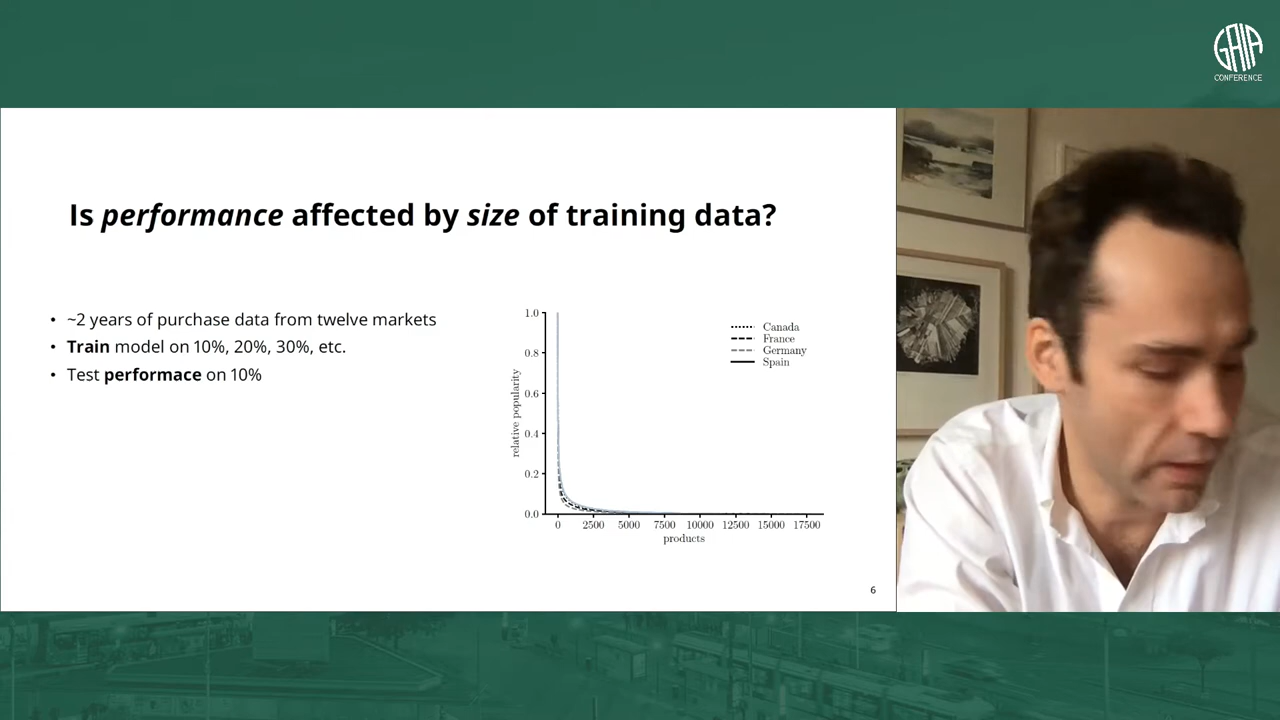 GAIA
CONFERENCE
Is performance affected by size of training data?
• ~2 years of purchase data from twelve markets
• Train model on 10%, 20%, 30%, etc.
• Test performace on 10%
1.0
0.8
0.6
0.4
0.2
0.0
relative popularity
Canada
France
Germany
Spain
0 2500 5000 7500 10000 12500 15000 17500
products
6